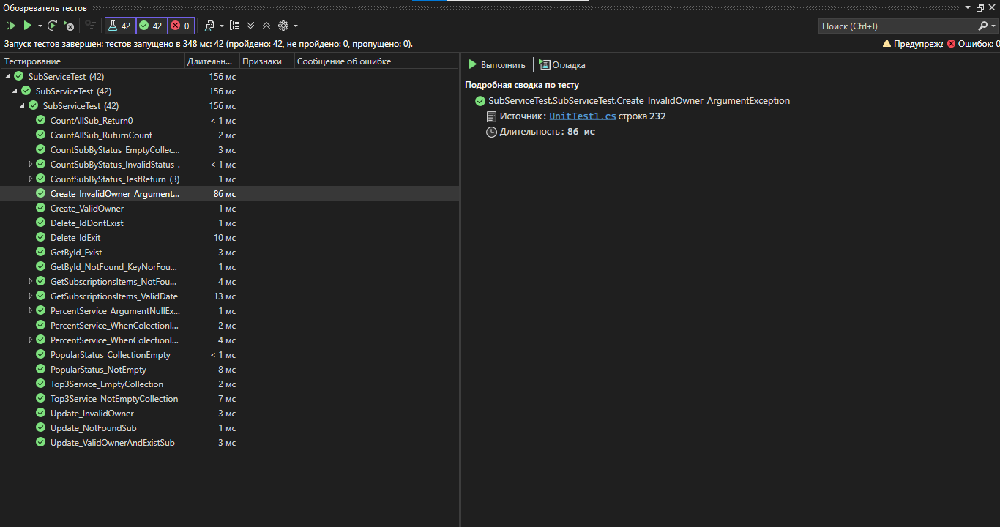 Обозреватель тестов
42 42 0
Поиск (Ctrl+I)
Запуск тестов завершен: тестов запущено в 348 мс: 42 (пройдено: 42, не пройдено: 0, пропущено: 0).
Предупрежд Ошибок: 0
Тестирование Длительн... Признаки Сообщение об ошибке
SubServiceTest (42) 156 мс
SubServiceTest (42) 156 мс
SubServiceTest (42) 156 мс
CountAllSub_Return0 < 1 мс
CountAllSub_RuturnCount 2 мс
CountSubByStatus_EmptyCollec... 3 мс
CountSubByStatus_InvalidStatus . < 1 мс
CountSubByStatus_TestReturn (3) 1 мс
Create_InvalidOwner_Argument... 86 мс
Create_ValidOwner 1 мс
Delete_IdDontExist 1 мс
Delete_IdExit 10 мс
GetById_Exist 3 мс
GetById_NotFound_KeyNorFou... 1 мс
GetSubscriptionsItems_NotFou... 4 мс
GetSubscriptionsItems_ValidDate 13 мс
PercentService_ArgumentNullEx... 1 мс
PercentService_WhenColectionI... 2 мс
PercentService_WhenColectionI... 4 мс
PopularStatus_CollectionEmpty < 1 мс
PopularStatus_NotEmpty 8 мс
Top3Service_EmptyCollection 2 мс
Top3Service_NotEmptyCollection 7 мс
Update_InvalidOwner 3 мс
Update_NotFoundSub 1 мс
Update_ValidOwnerAndExistSub 3 мс
Выполнить Отладка
Подробная сводка по тесту
SubServiceTest.SubServiceTest.Create_InvalidOwner_ArgumentException
Источник: UnitTest1.cs строка 232
Длительность: 86 мс